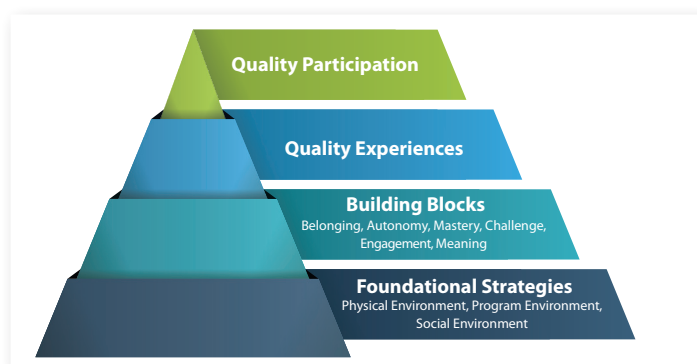 Quality Participation
Quality Experiences
Building Blocks
Belonging, Autonomy, Mastery, Challenge,
Engagement, Meaning
Foundational Strategies
Physical Environment, Program Environment,
Social Environment